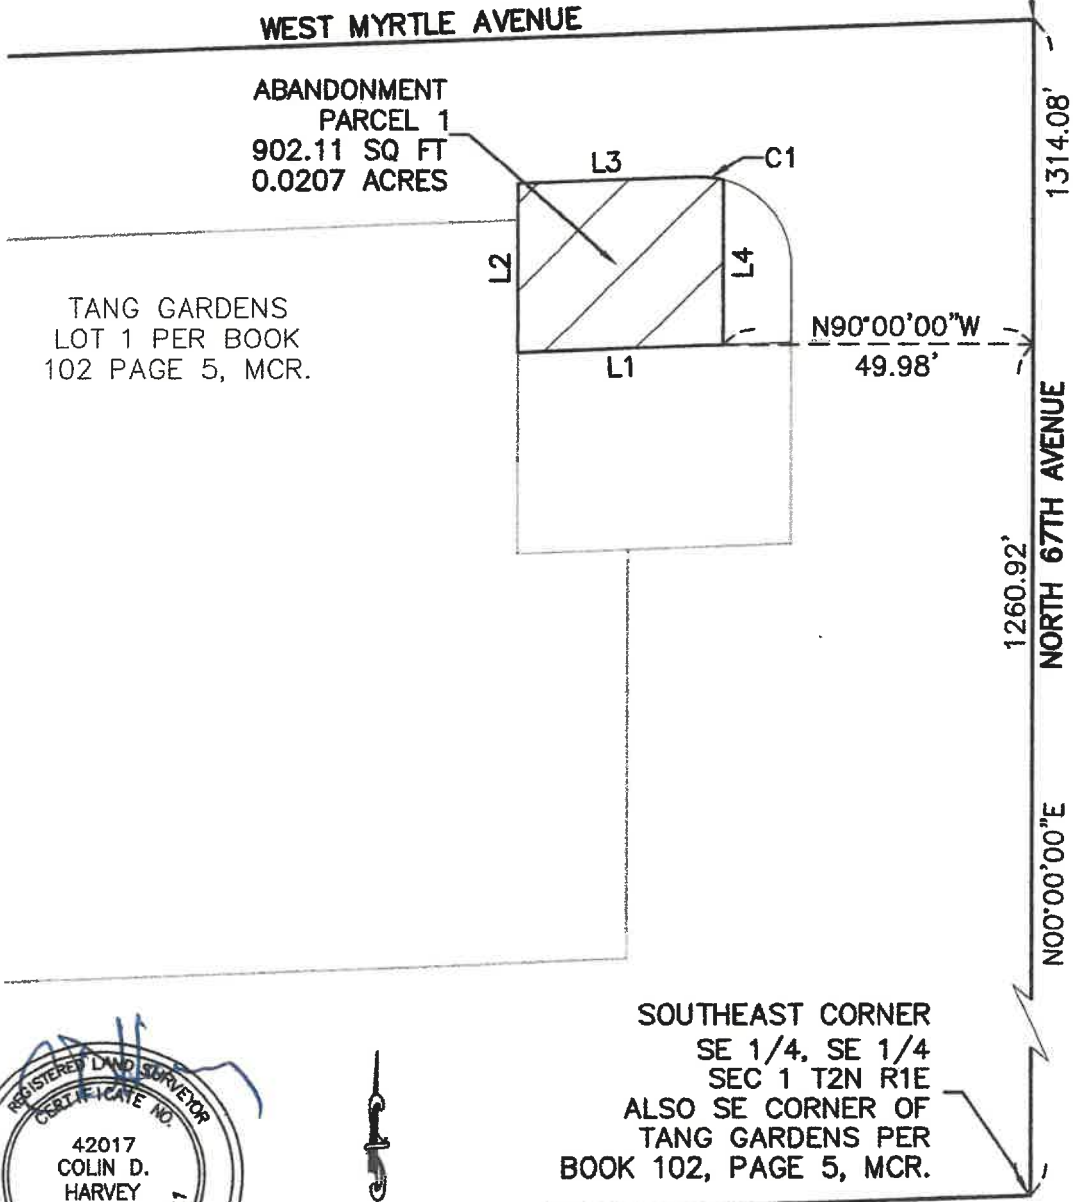 WEST MYRTLE AVENUE
ABANDONMENT
PARCEL 1
902.11 SQ FT
0.0207 ACRES
L3
C1
1314.08'
L2
L4
TANG GARDENS
LOT 1 PER BOOK
102 PAGE 5, MCR.
N90°00'00"W
49.98'
L1
NORTH 67TH AVENUE
1260.92'
N00°00'00"E
SOUTHEAST CORNER
SE 1/4, SE 1/4
SEC 1 T2N R1E
ALSO SE CORNER OF
TANG GARDENS PER
BOOK 102, PAGE 5, MCR.
REGISTERED LAND SURVEYOR
CERTIFICATE NO.
42017
COLIN D.
HARVEY